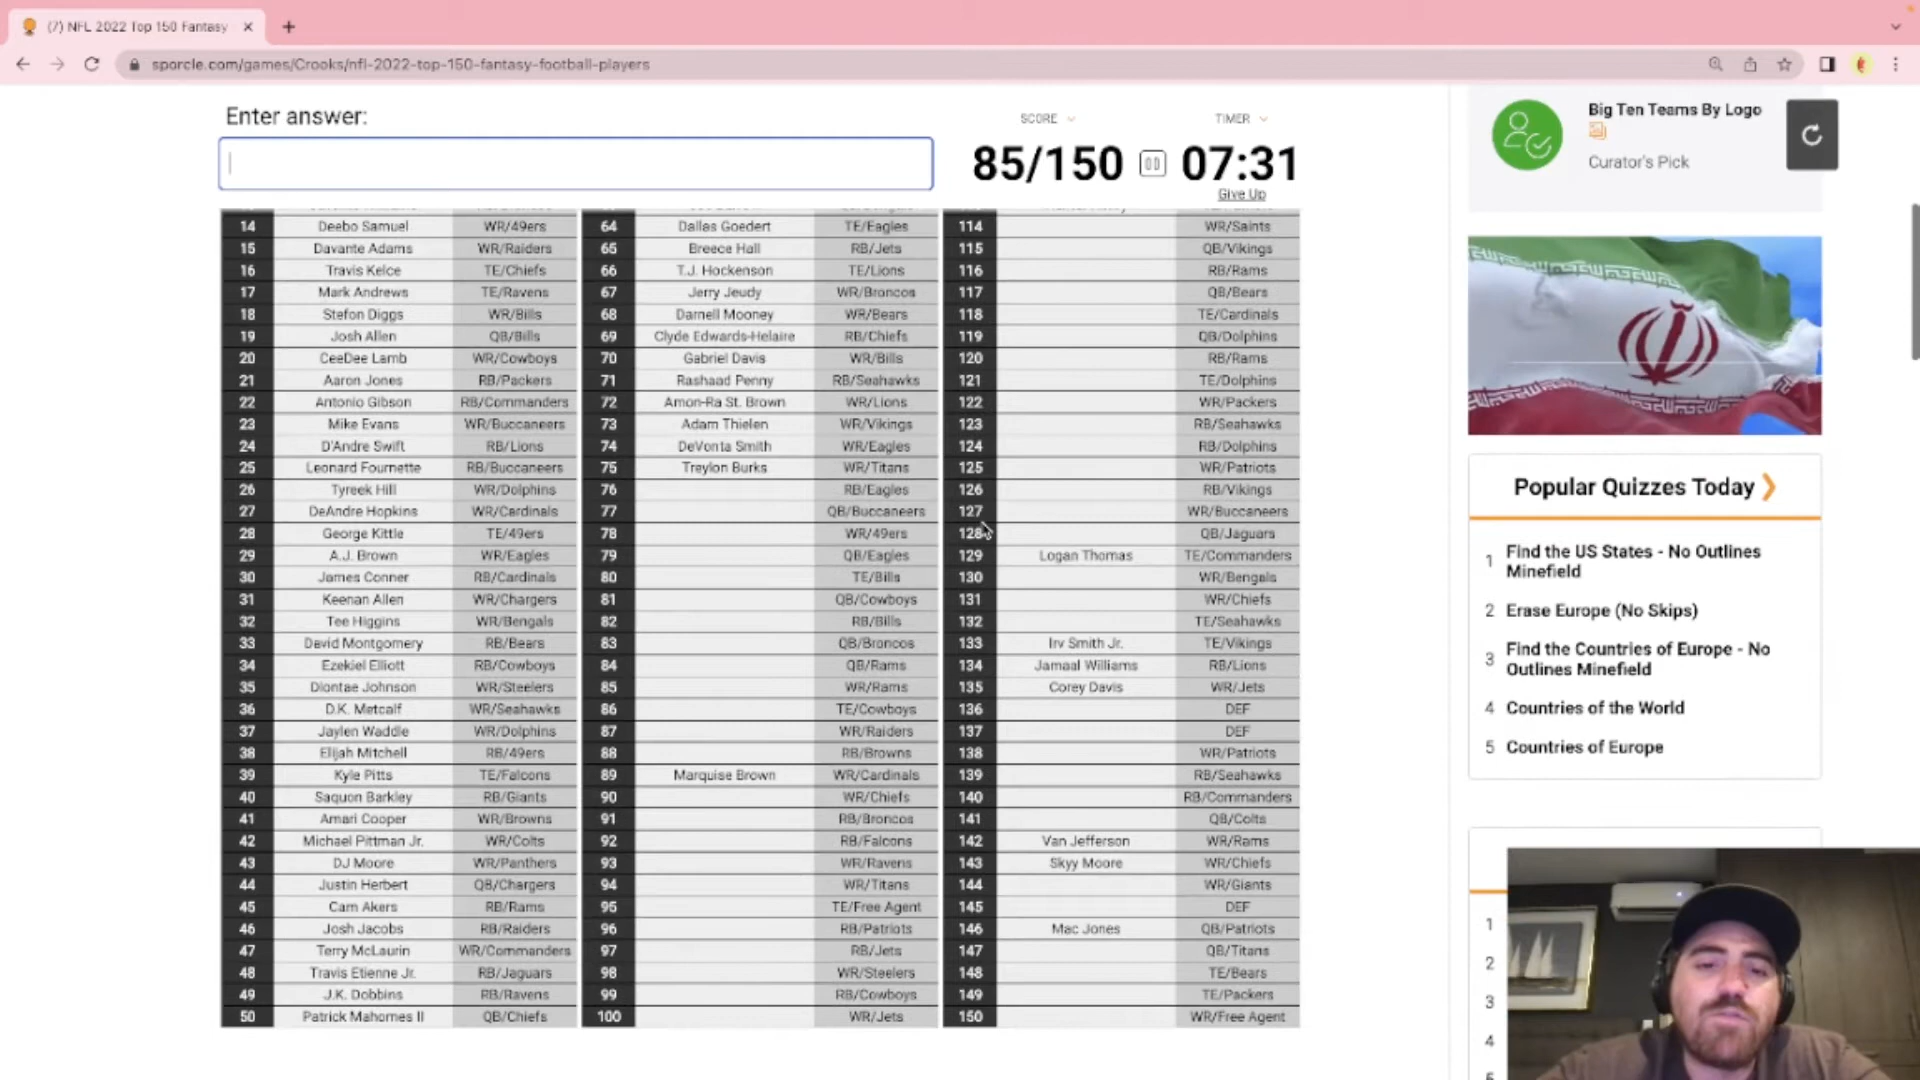 (7) NFL 2022 Top 150 Fantasy
sporcle.com/games/Crooks/nfl-2022-top-150-fantasy-football-players
Enter answer:
SCORE
TIMER
85/150
07:31
Give Up
14 Deebo Samuel WR/49ers
15 Davante Adams WR/Raiders
16 Travis Kelce TE/Chiefs
17 Mark Andrews TE/Ravens
18 Stefon Diggs WR/Bills
19 Josh Allen QB/Bills
20 CeeDee Lamb WR/Cowboys
21 Aaron Jones RB/Packers
22 Antonio Gibson RB/Commanders
23 Mike Evans WR/Buccaneers
24 D'Andre Swift RB/Lions
25 Leonard Fournette RB/Buccaneers
26 Tyreek Hill WR/Dolphins
27 DeAndre Hopkins WR/Cardinals
28 George Kittle TE/49ers
29 A.J. Brown WR/Eagles
30 James Conner RB/Cardinals
31 Keenan Allen WR/Chargers
32 Tee Higgins WR/Bengals
33 David Montgomery RB/Bears
34 Ezekiel Elliott RB/Cowboys
35 Diontae Johnson WR/Steelers
36 D.K. Metcalf WR/Seahawks
37 Jaylen Waddle WR/Dolphins
38 Elijah Mitchell RB/49ers
39 Kyle Pitts TE/Falcons
40 Saquon Barkley RB/Giants
41 Amari Cooper WR/Browns
42 Michael Pittman Jr. WR/Colts
43 DJ Moore WR/Panthers
44 Justin Herbert QB/Chargers
45 Cam Akers RB/Rams
46 Josh Jacobs RB/Raiders
47 Terry McLaurin WR/Commanders
48 Travis Etienne Jr. RB/Jaguars
49 J.K. Dobbins RB/Ravens
50 Patrick Mahomes II QB/Chiefs
64 Dallas Goedert TE/Eagles
65 Breece Hall RB/Jets
66 T.J. Hockenson TE/Lions
67 Jerry Jeudy WR/Broncos
68 Darnell Mooney WR/Bears
69 Clyde Edwards-Helaire RB/Chiefs
70 Gabriel Davis WR/Bills
71 Rashaad Penny RB/Seahawks
72 Amon-Ra St. Brown WR/Lions
73 Adam Thielen WR/Vikings
74 DeVonta Smith WR/Eagles
75 Treylon Burks WR/Titans
76 RB/Eagles
77 QB/Buccaneers
78 WR/49ers
79 QB/Eagles
80 TE/Bills
81 QB/Cowboys
82 RB/Bills
83 QB/Broncos
84 QB/Rams
85 WR/Rams
86 TE/Cowboys
87 WR/Raiders
88 RB/Browns
89 Marquise Brown WR/Cardinals
90 WR/Chiefs
91 RB/Broncos
92 RB/Falcons
93 WR/Ravens
94 WR/Titans
95 TE/Free Agent
96 RB/Patriots
97 RB/Jets
98 WR/Steelers
99 RB/Cowboys
100 WR/Jets
114 WR/Saints
115 QB/Vikings
116 RB/Rams
117 QB/Bears
118 TE/Cardinals
119 QB/Dolphins
120 RB/Rams
121 TE/Dolphins
122 WR/Packers
123 RB/Seahawks
124 RB/Dolphins
125 WR/Patriots
126 RB/Vikings
127 WR/Buccaneers
128 QB/Jaguars
129 Logan Thomas TE/Commanders
130 WR/Bengals
131 WR/Chiefs
132 TE/Seahawks
133 Irv Smith Jr. TE/Vikings
134 Jamaal Williams RB/Lions
135 Corey Davis WR/Jets
136 DEF
137 DEF
138 WR/Patriots
139 RB/Seahawks
140 RB/Commanders
141 QB/Colts
142 Van Jefferson WR/Rams
143 Skyy Moore WR/Chiefs
144 WR/Giants
145 DEF
146 Mac Jones QB/Patriots
147 QB/Titans
148 TE/Bears
149 TE/Packers
150 WR/Free Agent
Big Ten Teams By Logo
Curator's Pick
Popular Quizzes Today
1 Find the US States - No Outlines
Minefield
2 Erase Europe (No Skips)
3 Find the Countries of Europe - No
Outlines Minefield
4 Countries of the World
5 Countries of Europe
1
2
3
4